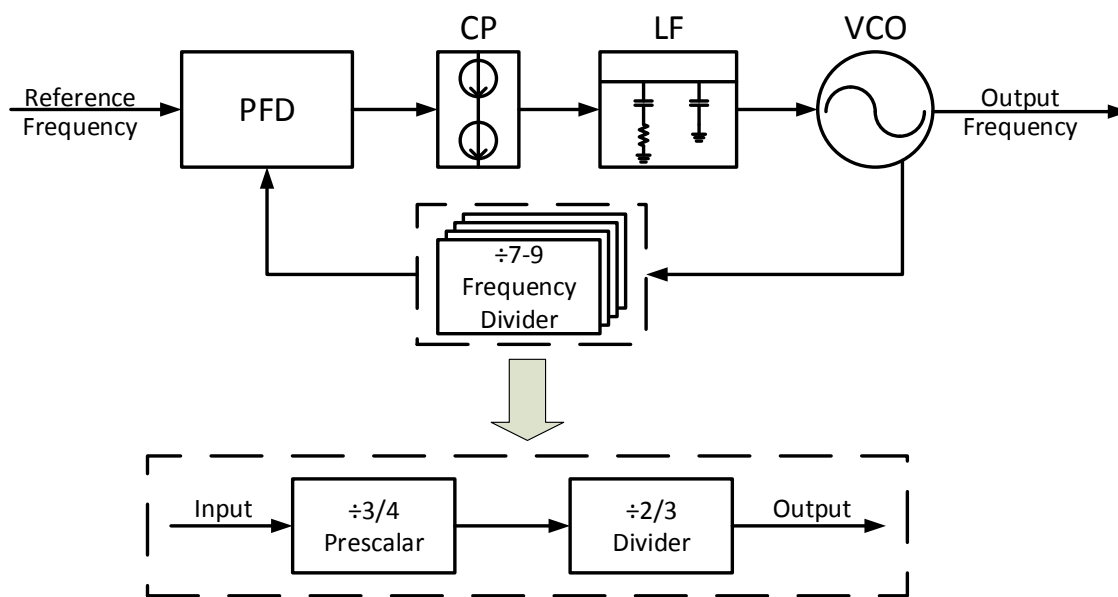 CP
LF
VCO
Reference
Frequency
PFD
Output
Frequency
÷7-9
Frequency
Divider
Input
÷3/4
Prescalar
÷2/3
Divider
Output